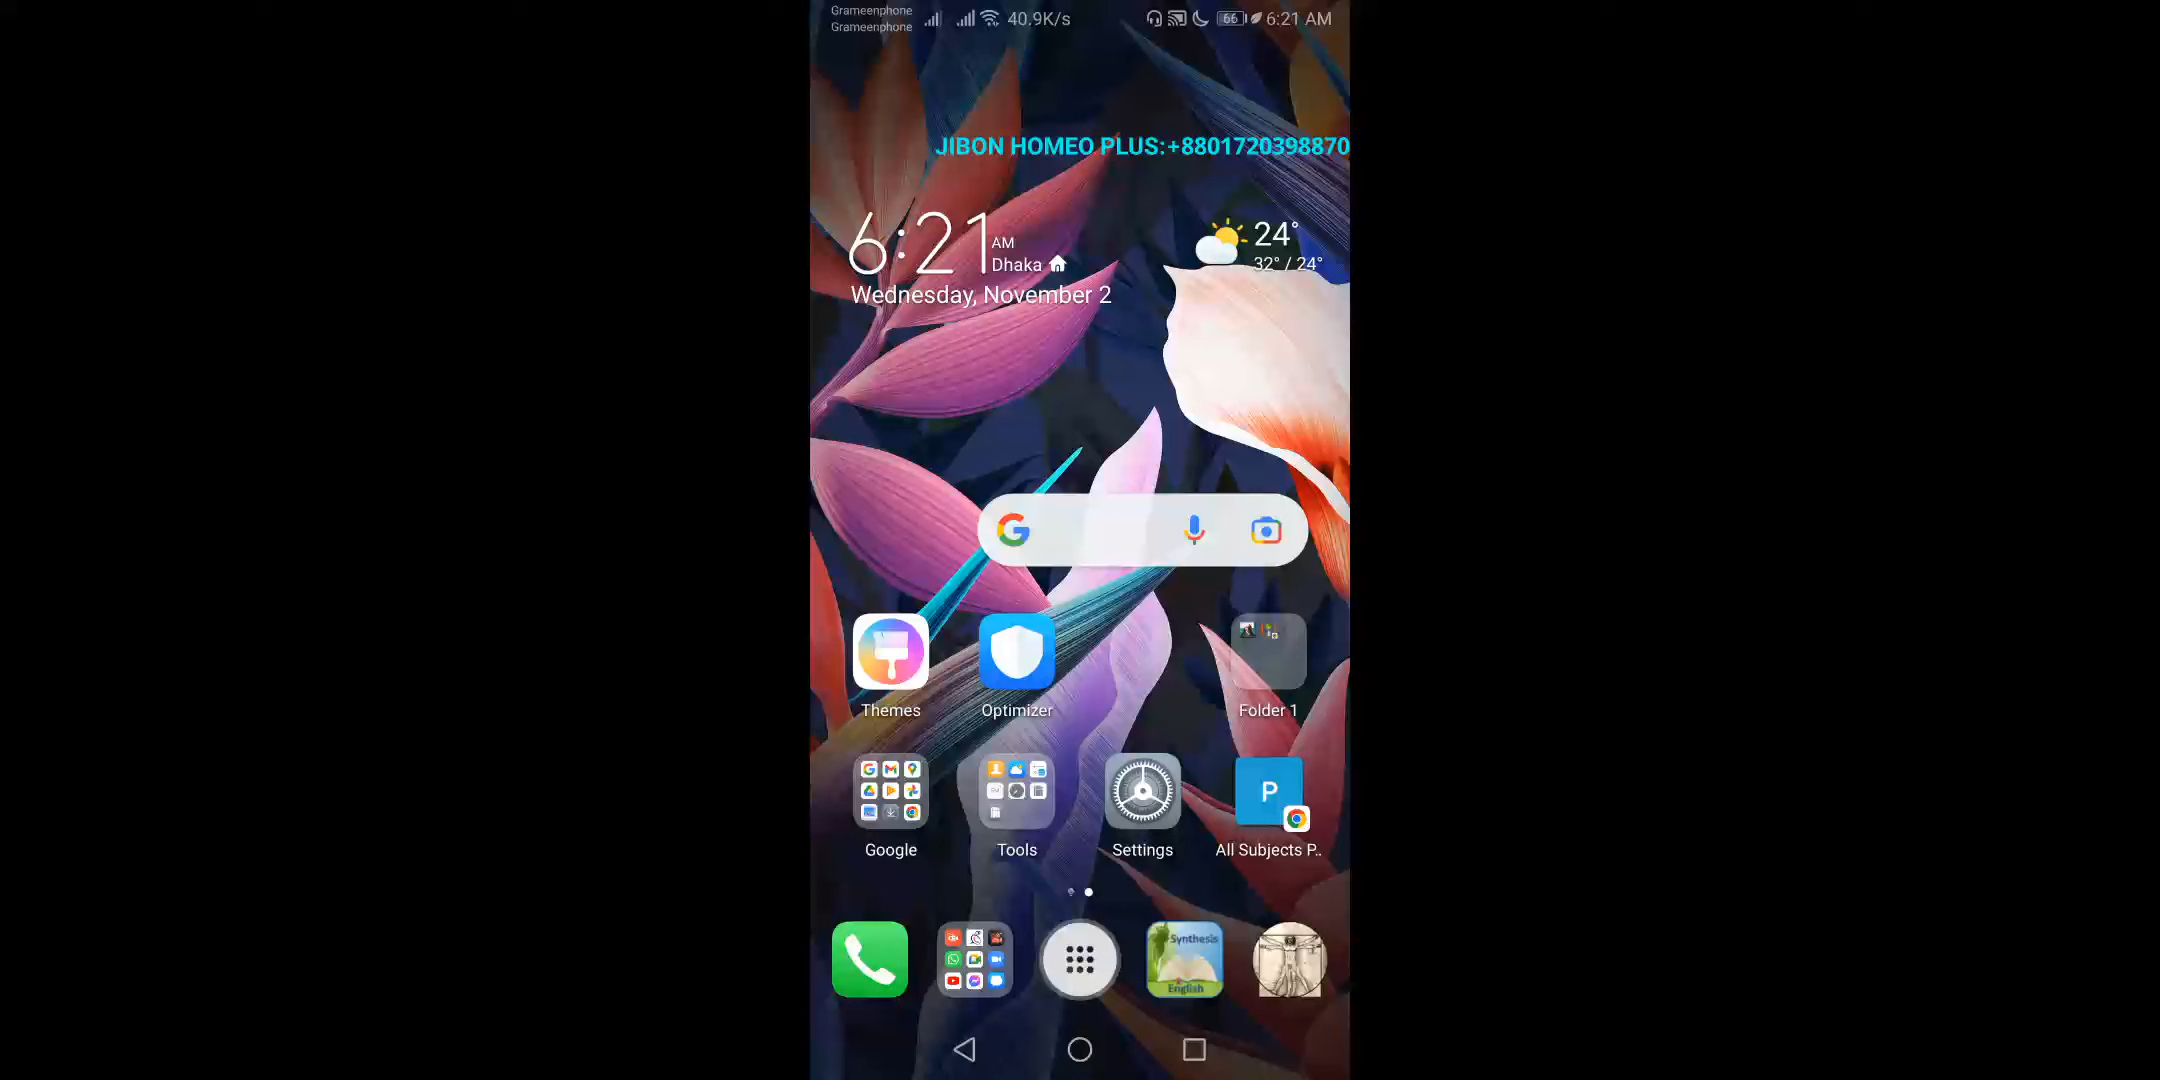 Grameenphone
Grameenphone
40.9K/s
66
6:21 AM
JIBON HOMEO PLUS:+8801720398870
6:21
AM
Dhaka
24°
32° / 24°
Wednesday, November 2
Themes
Optimizer
Folder 1
P
Google
Tools
Settings
All Subjects P..
Synthesis
English